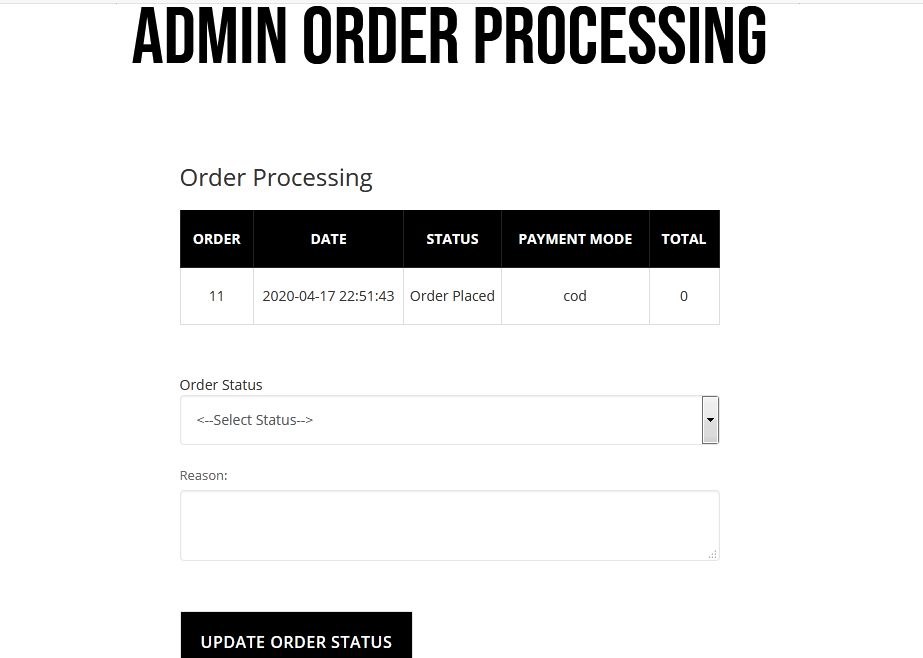 ADMIN ORDER PROCESSING
Order Processing
ORDER DATE STATUS PAYMENT MODE TOTAL
11 2020-04-17 22:51:43 Order Placed cod 0
Order Status
<--Select Status-->
Reason:
UPDATE ORDER STATUS